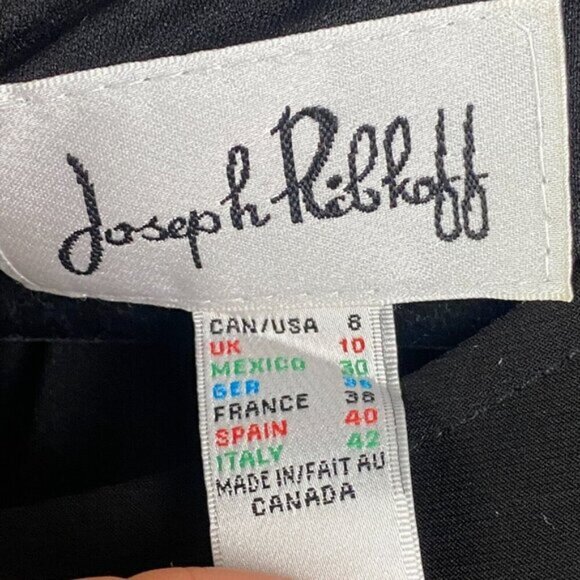 Joseph Ribkoff
CAN/USA 8
UK 10
MEXICO 30
GER 36
FRANCE 38
SPAIN 40
ITALY 42
MADE IN/FAIT AU
CANADA